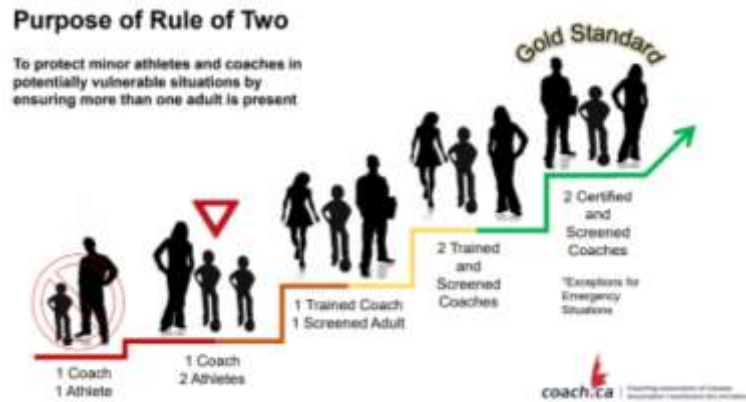 Purpose of Rule of Two
To protect minor athletes and coaches in
potentially vulnerable situations by
ensuring more than one adult is present
Gold Standard
1 Coach
1 Athlete
1 Coach
2 Athletes
1 Trained Coach
1 Screened Adult
2 Trained
and
Screened
Coaches
2 Certified
and
Screened
Coaches
*Exceptions for
Emergency
Situations
coach.ca